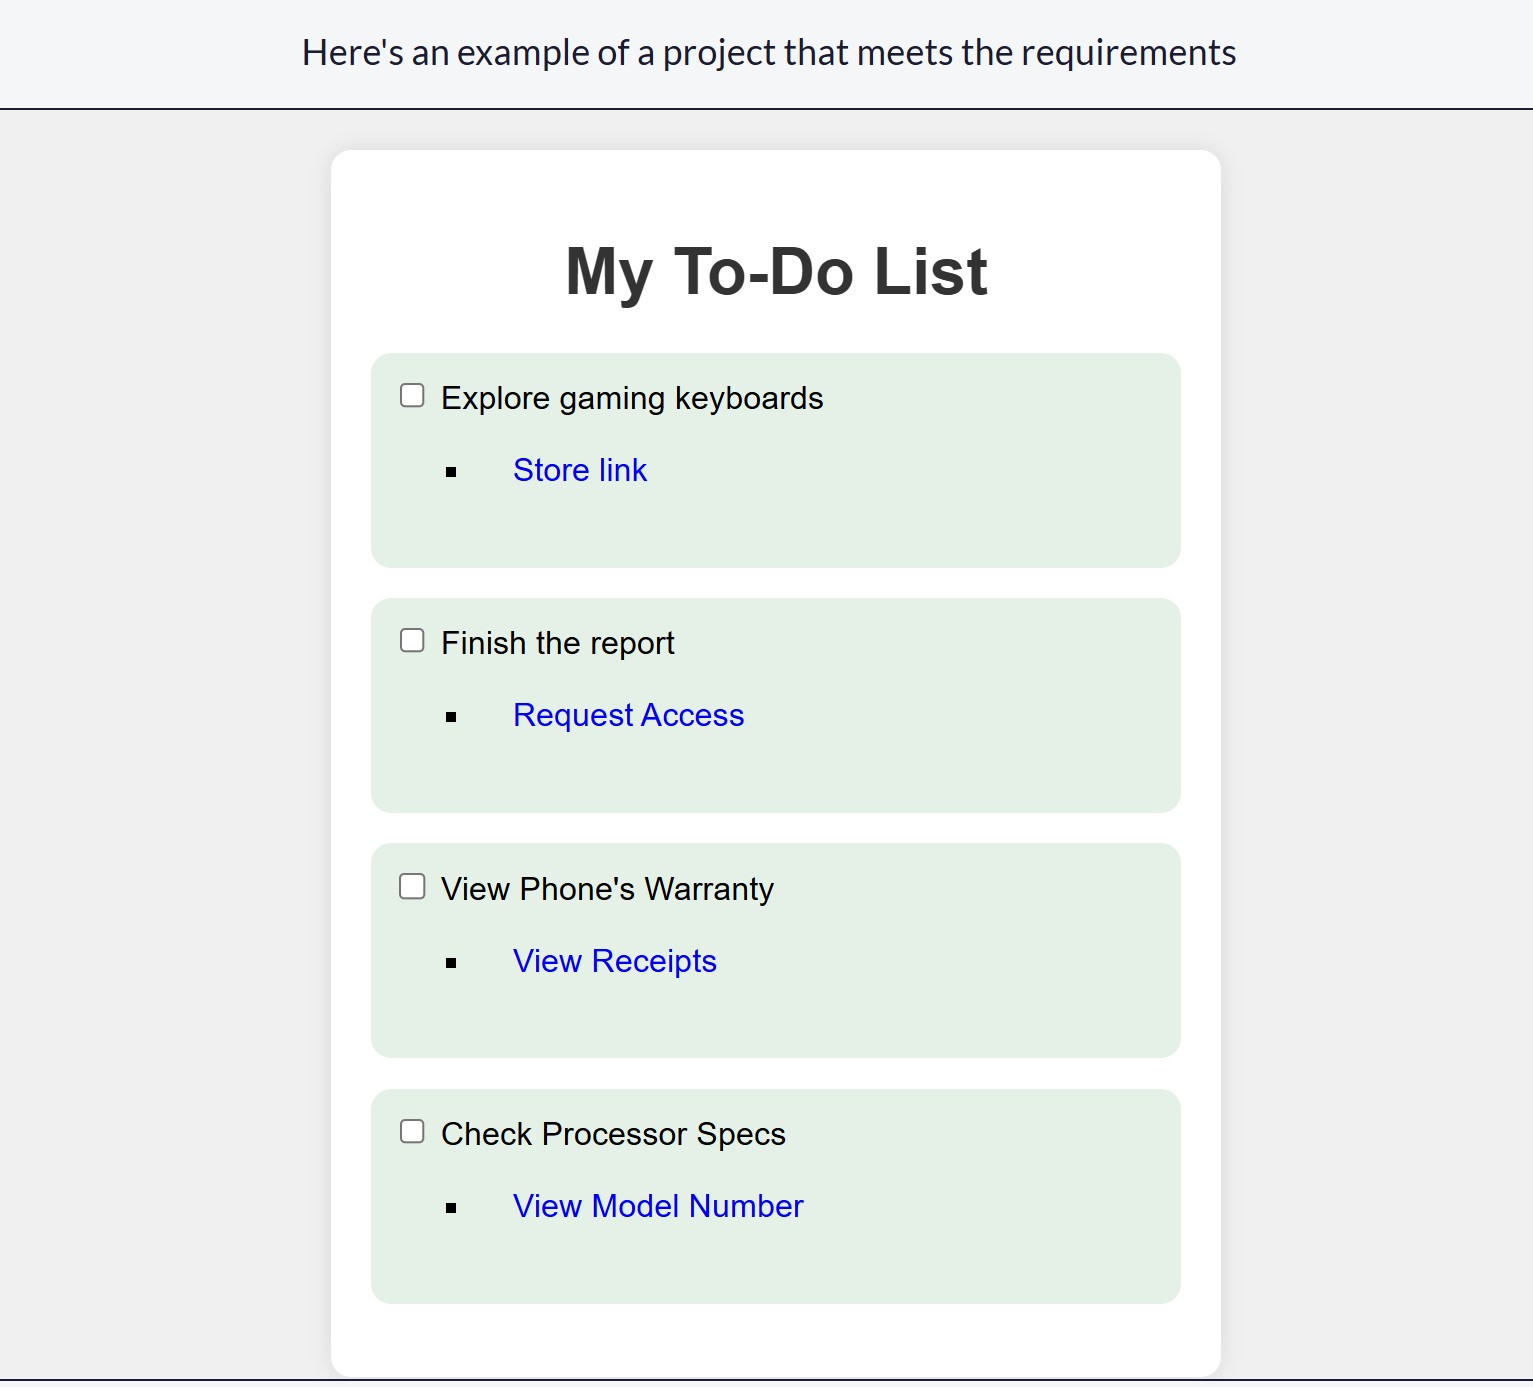 Here's an example of a project that meets the requirements
My To-Do List
Explore gaming keyboards
Store link
Finish the report
Request Access
View Phone's Warranty
View Receipts
Check Processor Specs
View Model Number